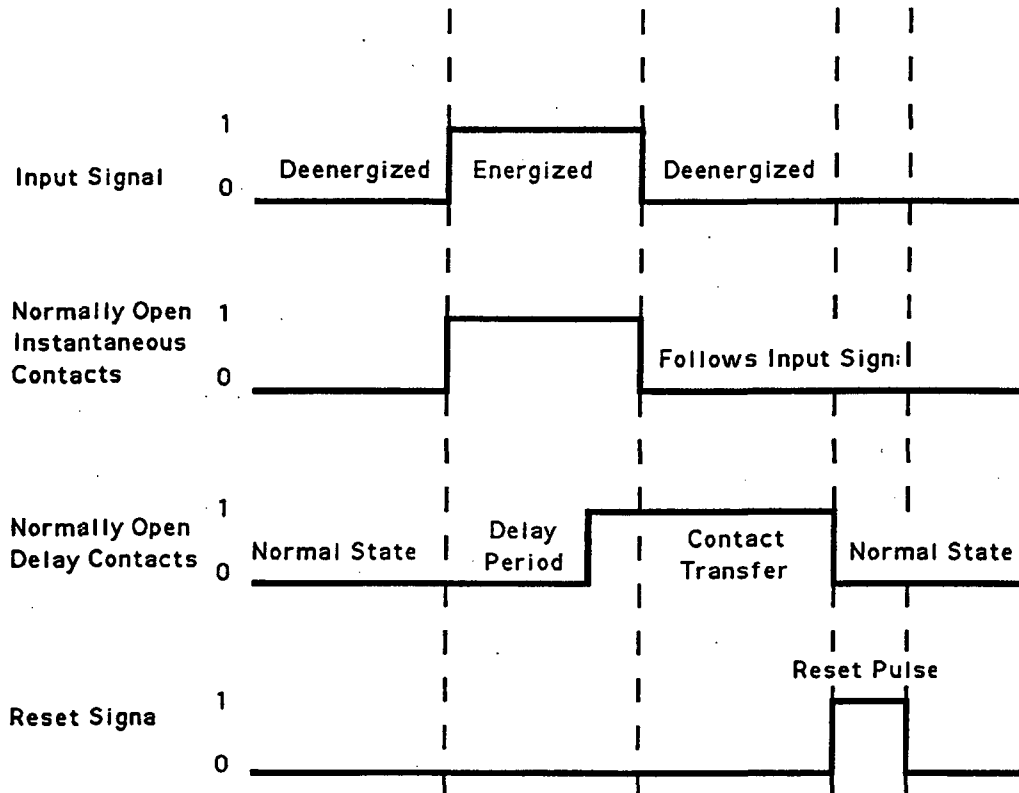 1
Input Signal
0
Deenergized
Energized
Deenergized
Normally Open
Instantaneous
Contacts
1
0
Follows Input Sign
Normally Open
Delay Contacts
1
0
Normal State
Delay
Period
Contact
Transfer
Normal State
Reset Pulse
Reset Signa
1
0